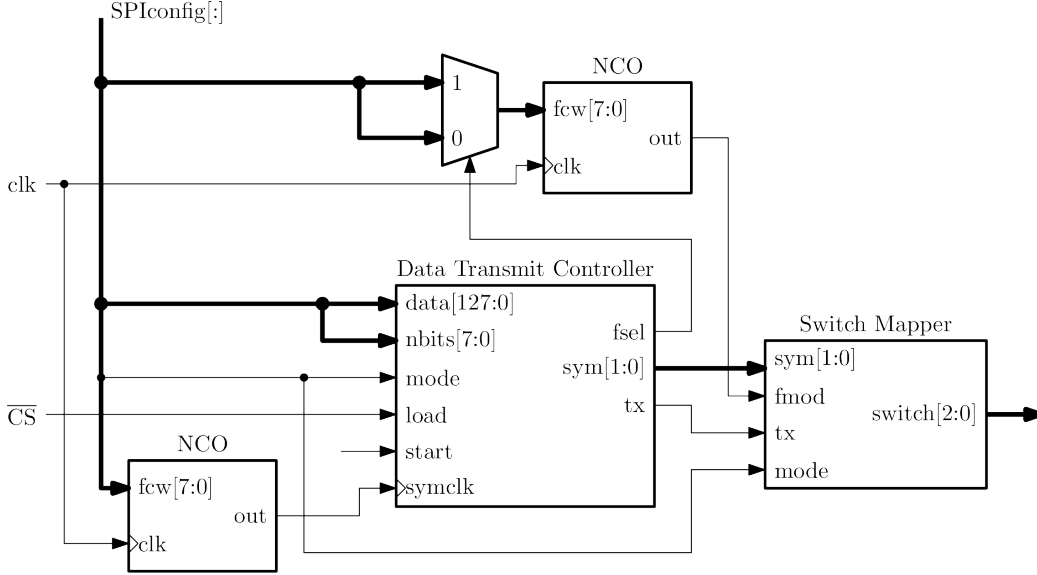 SPIconfig[:]
NCO
1
fcw[7:0]
0
out
clk
clk
Data Transmit Controller
data[127:0]
Switch Mapper
fsel
nbits[7:0]
sym[1:0]
sym[1:0]
mode
fmod
tx
CS
load
switch[2:0]
NCO
start
tx
mode
fcw[7:0]
symclk
out
clk